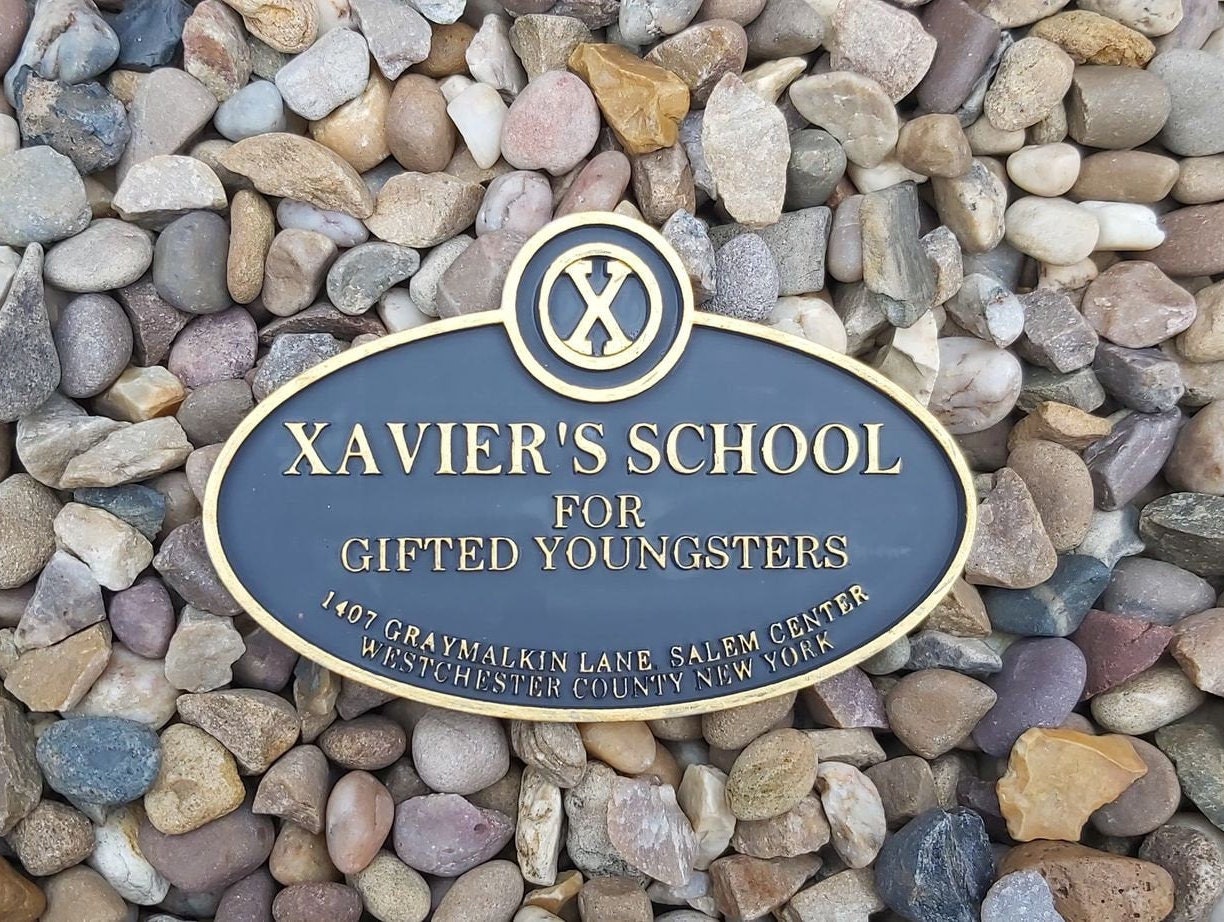 X
XAVIER'S SCHOOL
FOR
GIFTED YOUNGSTERS
1407 GRAYMALKIN LANE, SALEM CENTER
WESTCHESTER COUNTY NEW YORK